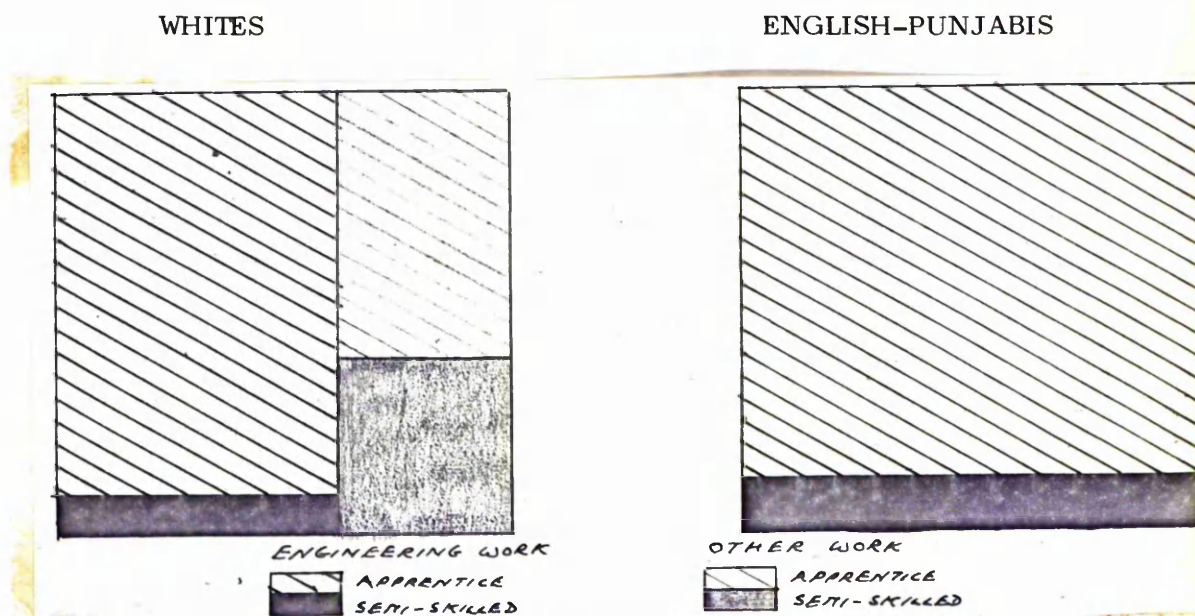 WHITES
ENGLISH-PUNJABIS
ENGINEERING WORK
APPRENTICE
SEMI-SKILLED
OTHER WORK
APPRENTICE
SEMI-SKILLED